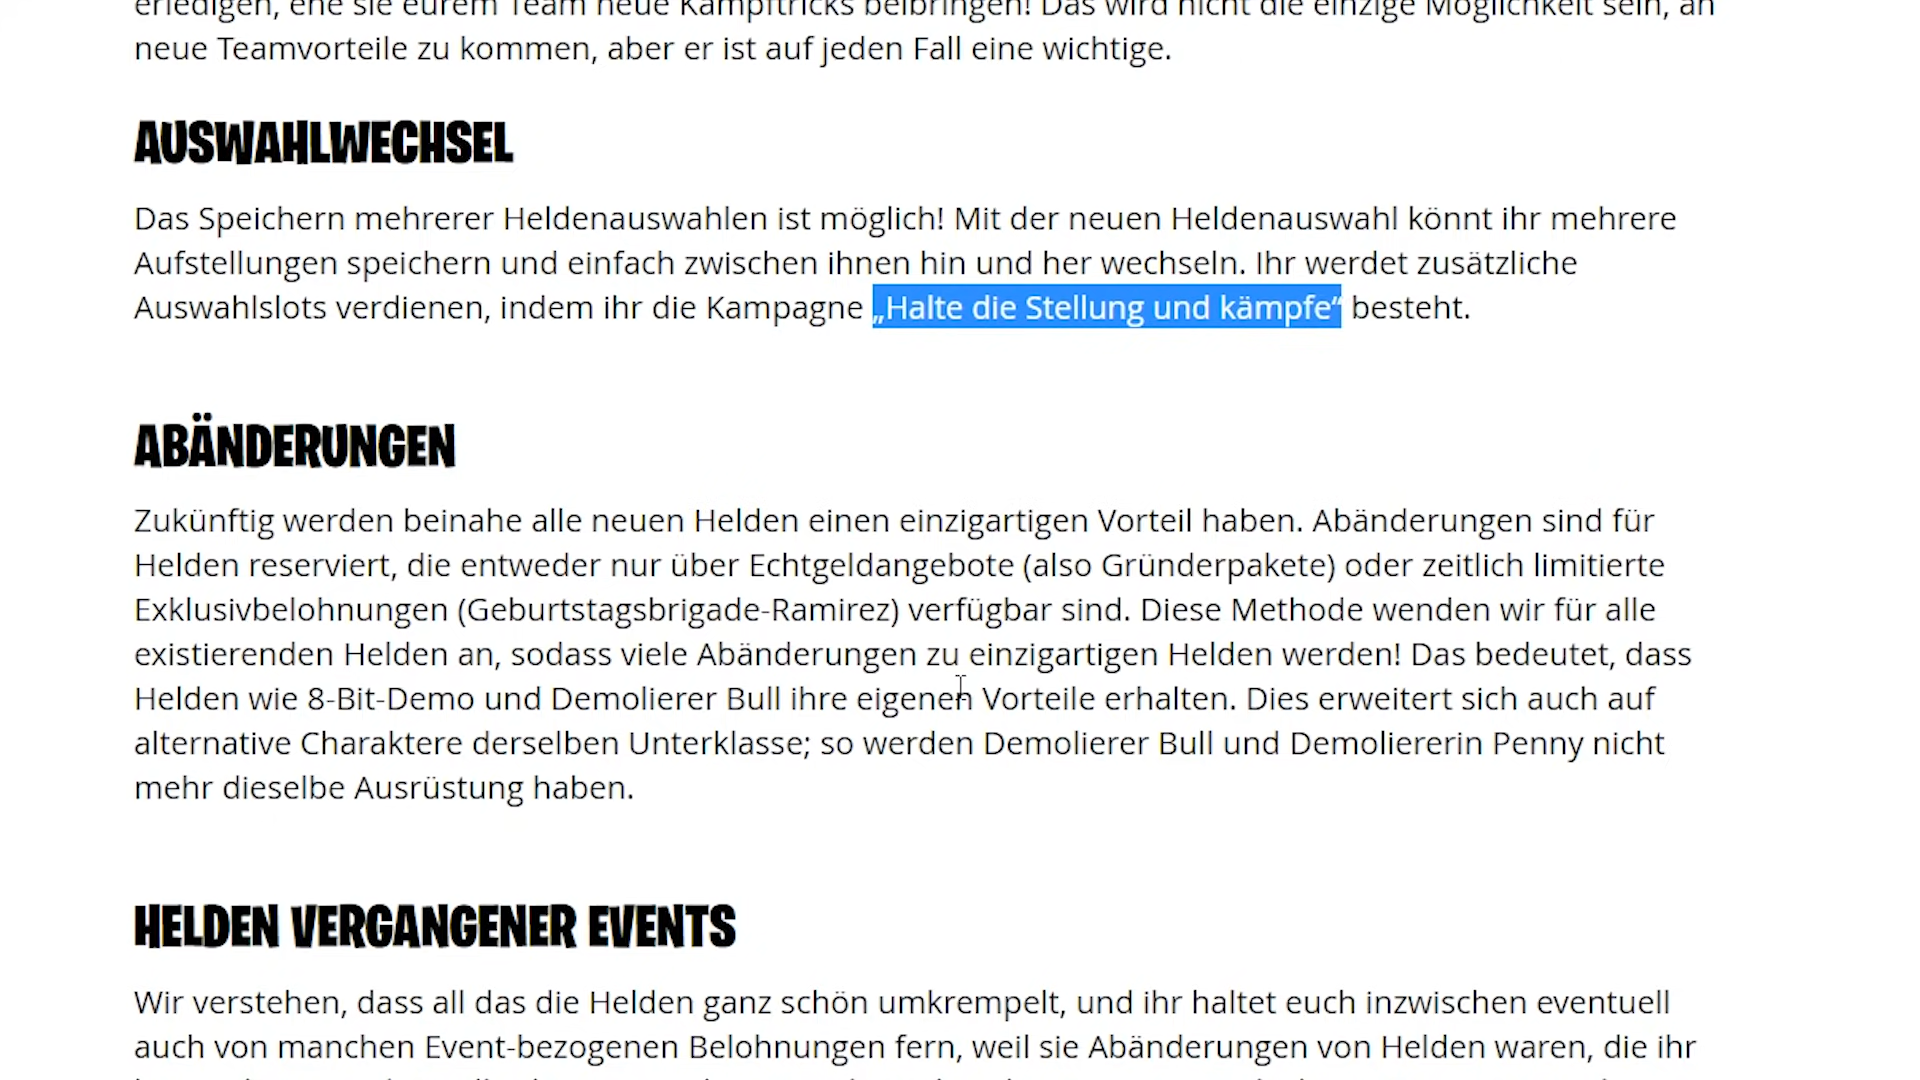 erledigen, ehe sie eurem Team neue Kampftricks beibringen! Das wird nicht die einzige Möglichkeit sein, an
neue Teamvorteile zu kommen, aber er ist auf jeden Fall eine wichtige.
AUSWAHLWECHSEL
Das Speichern mehrerer Heldenauswahlen ist möglich! Mit der neuen Heldenauswahl könnt ihr mehrere
Aufstellungen speichern und einfach zwischen ihnen hin und her wechseln. Ihr werdet zusätzliche
Auswahlslots verdienen, indem ihr die Kampagne „Halte die Stellung und kämpfe“ besteht.
ABÄNDERUNGEN
Zukünftig werden beinahe alle neuen Helden einen einzigartigen Vorteil haben. Abänderungen sind für
Helden reserviert, die entweder nur über Echtgeldangebote (also Gründerpakete) oder zeitlich limitierte
Exklusivbelohnungen (Geburtstagsbrigade-Ramirez) verfügbar sind. Diese Methode wenden wir für alle
existierenden Helden an, sodass viele Abänderungen zu einzigartigen Helden werden! Das bedeutet, dass
Helden wie 8-Bit-Demo und Demolierer Bull ihre eigenen Vorteile erhalten. Dies erweitert sich auch auf
alternative Charaktere derselben Unterklasse; so werden Demolierer Bull und Demoliererin Penny nicht
mehr dieselbe Ausrüstung haben.
HELDEN VERGANGENER EVENTS
Wir verstehen, dass all das die Helden ganz schön umkrempelt, und ihr haltet euch inzwischen eventuell
auch von manchen Event-bezogenen Belohnungen fern, weil sie Abänderungen von Helden waren, die ihr